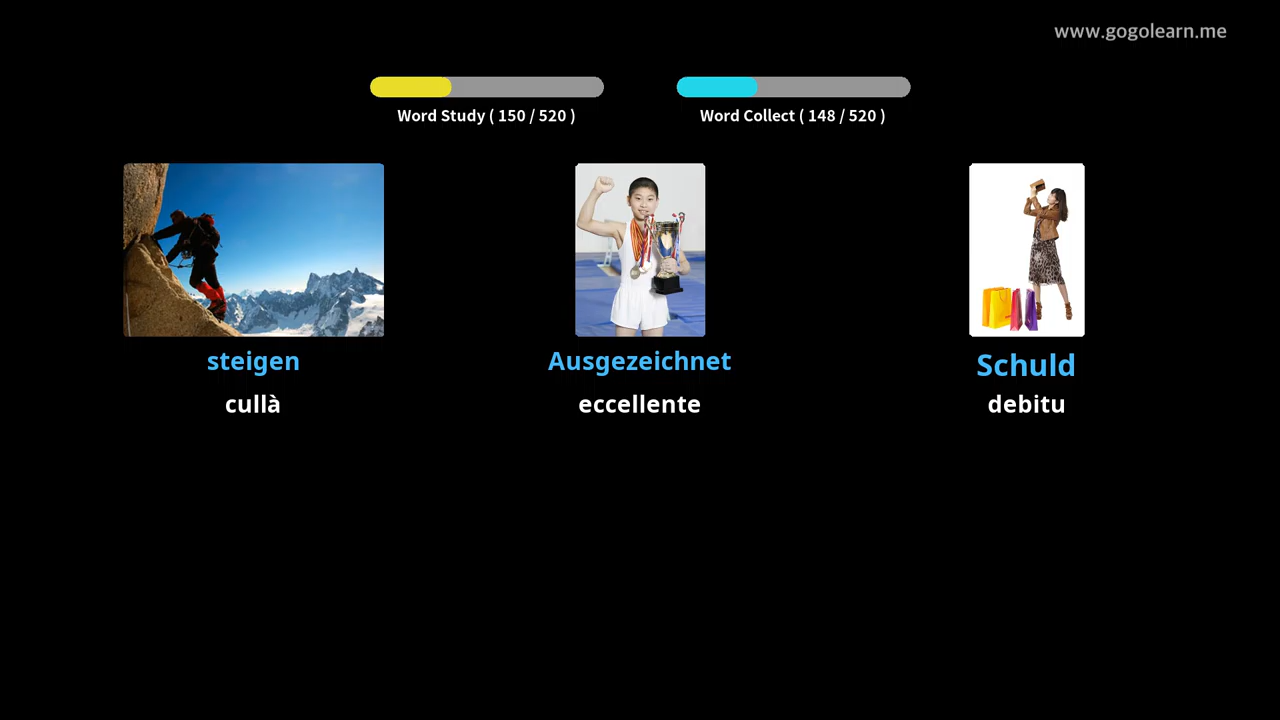 www.gogolearn.me
Word Study ( 150 / 520 )
Word Collect ( 148 / 520 )
steigen
Ausgezeichnet
Schuld
cullà
eccellente
debitu